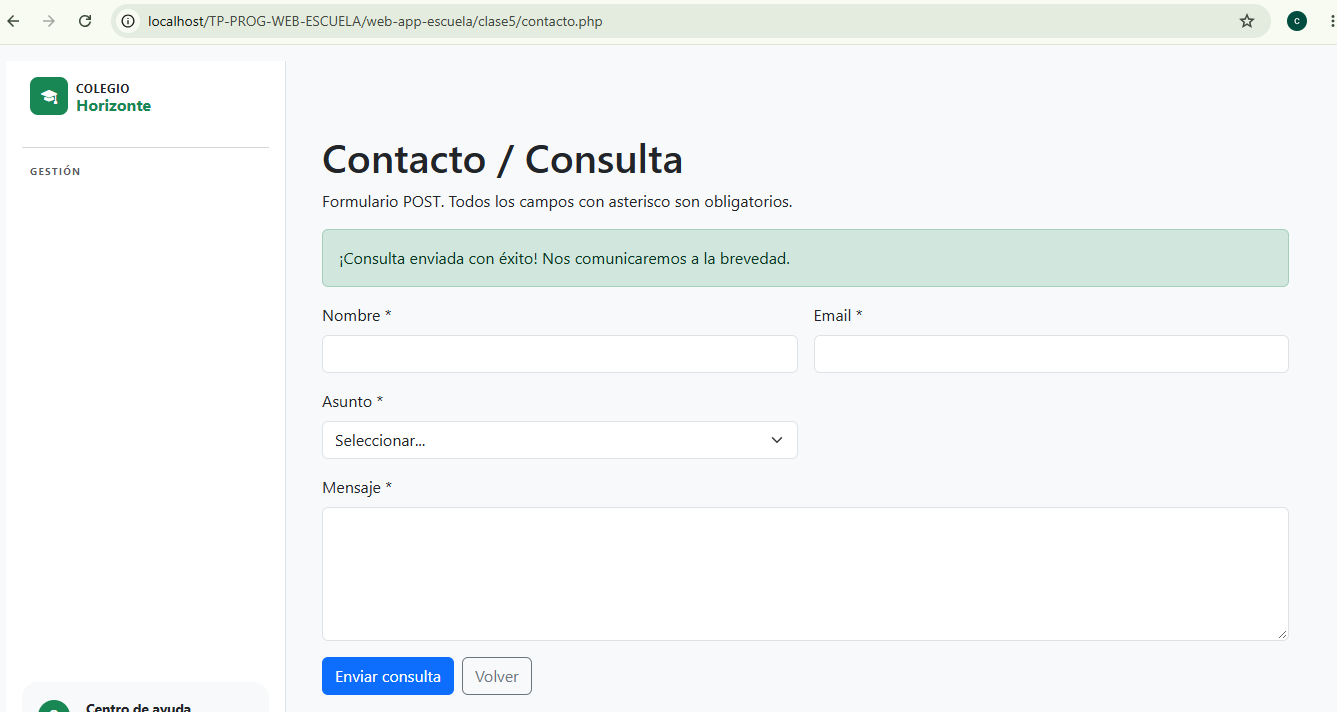 localhost/TP-PROG-WEB-ESCUELA/web-app-escuela/clase5/contacto.php
c
COLEGIO
Horizonte
GESTIÓN
Contacto / Consulta
Formulario POST. Todos los campos con asterisco son obligatorios.
¡Consulta enviada con éxito! Nos comunicaremos a la brevedad.
Nombre *
Email *
Asunto *
Seleccionar...
Mensaje *
Enviar consulta
Volver
Centro de ayuda